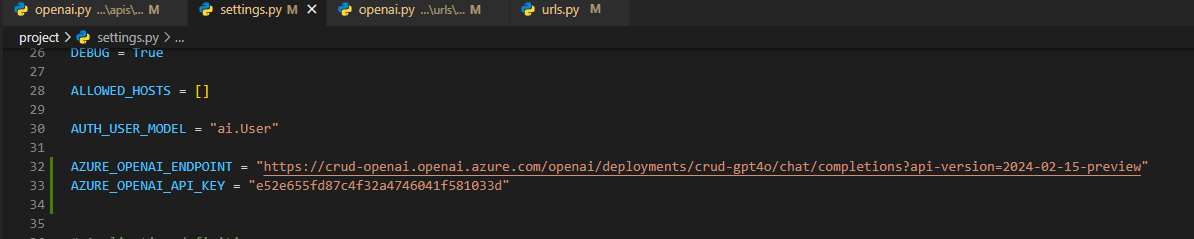 openai.py ...\apis\... M settings.py M openai.py ...\urls\... M urls.py M
project > settings.py > ...
26 DEBUG = True
27
28 ALLOWED_HOSTS = []
29
30 AUTH_USER_MODEL = "ai.User"
31
32 AZURE_OPENAI_ENDPOINT = "https://crud-openai.openai.azure.com/openai/deployments/crud-gpt4o/chat/completions?api-version=2024-02-15-preview"
33 AZURE_OPENAI_API_KEY = "e52e655fd87c4f32a4746041f581033d"
34
35